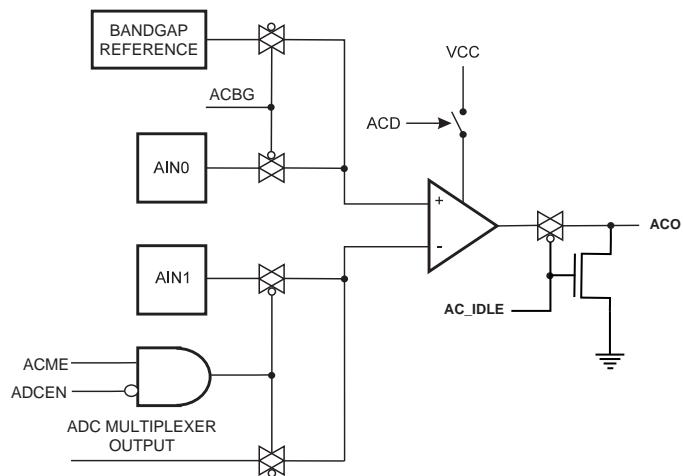 BANDGAP
REFERENCE
VCC
ACBG
ACD
AIN0
+
-
ACO
AIN1
AC_IDLE
ACME
ADCEN
ADC MULTIPLEXER
OUTPUT